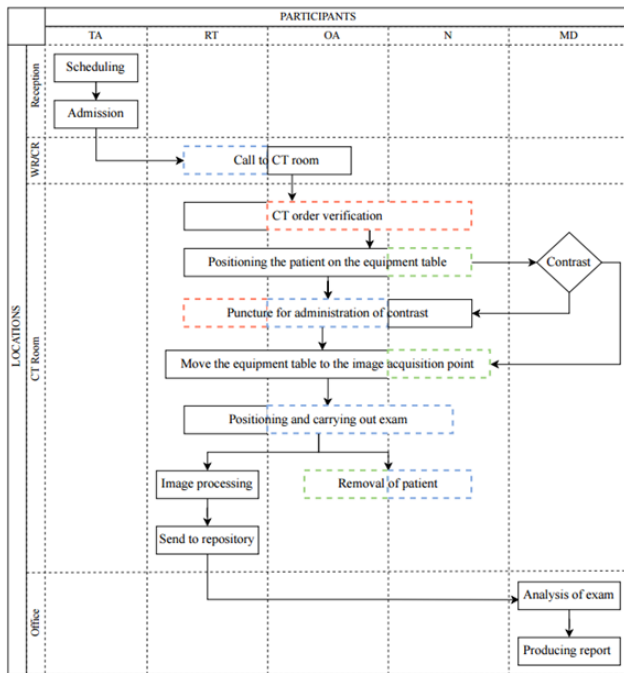 PARTICIPANTS
TA RT OA N MD
LOCATIONS
Reception
Scheduling
Admission
WR/CR
Call to CT room
CT Room
CT order verification
Positioning the patient on the equipment table
Contrast
Puncture for administration of contrast
Move the equipment table to the image acquisition point
Positioning and carrying out exam
Image processing
Removal of patient
Send to repository
Office
Analysis of exam
Producing report